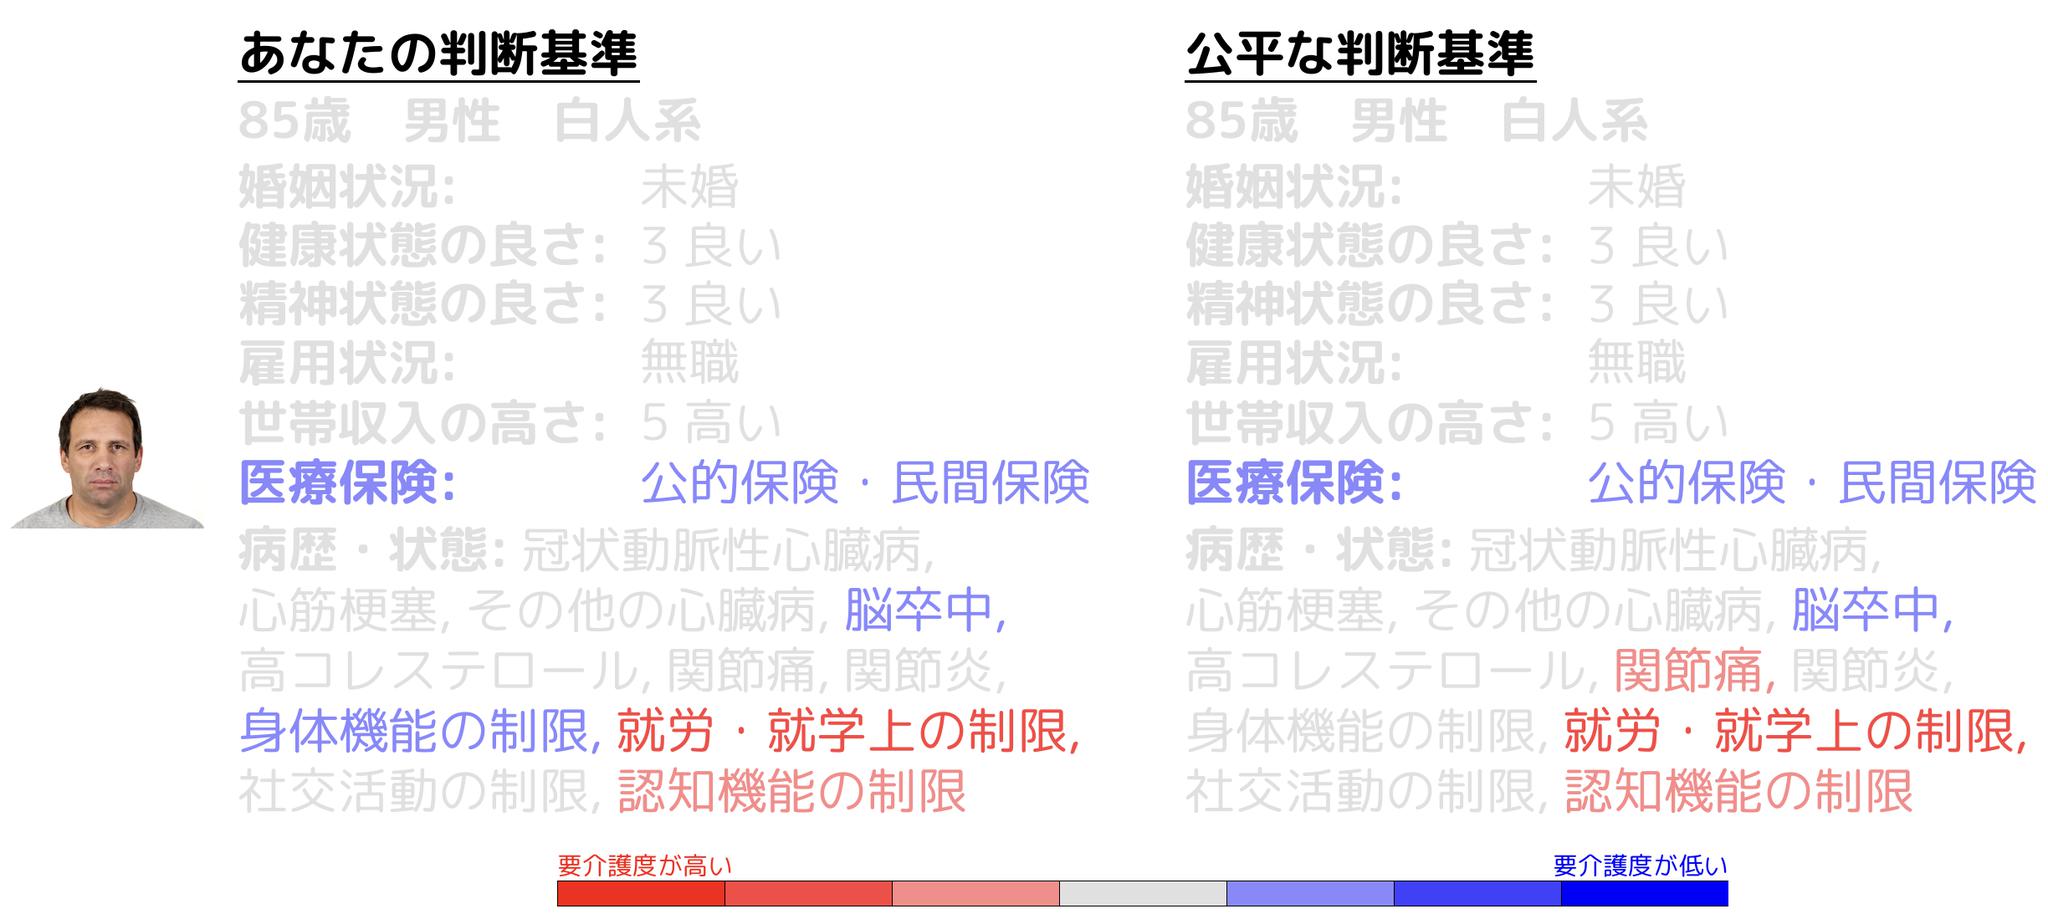 あなたの判断基準
85歳　男性　白人系
婚姻状況: 未婚
健康状態の良さ: 3 良い
精神状態の良さ: 3 良い
雇用状況: 無職
世帯収入の高さ: 5 高い
医療保険: 公的保険・民間保険
病歴・状態: 冠状動脈性心臓病,
心筋梗塞, その他の心臓病, 脳卒中,
高コレステロール, 関節痛, 関節炎,
身体機能の制限, 就労・就学上の制限,
社交活動の制限, 認知機能の制限
公平な判断基準
85歳　男性　白人系
婚姻状況: 未婚
健康状態の良さ: 3 良い
精神状態の良さ: 3 良い
雇用状況: 無職
世帯収入の高さ: 5 高い
医療保険: 公的保険・民間保険
病歴・状態: 冠状動脈性心臓病,
心筋梗塞, その他の心臓病, 脳卒中,
高コレステロール, 関節痛, 関節炎,
身体機能の制限, 就労・就学上の制限,
社交活動の制限, 認知機能の制限
要介護度が高い
要介護度が低い